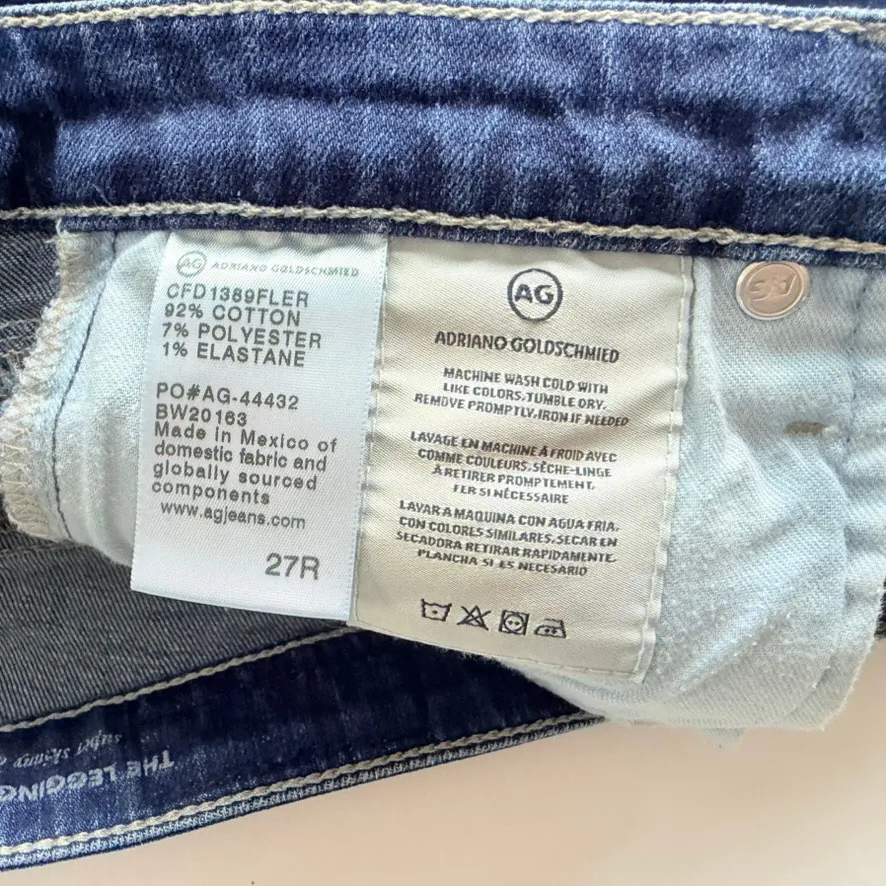 AG ADRIANO GOLDSCHMIED
CFD1389FLER
92% COTTON
7% POLYESTER
1% ELASTANE
PO#AG-44432
BW20163
Made in Mexico of
domestic fabric and
globally sourced
components
www.agjeans.com
27R
AG
ADRIANO GOLDSCHMIED
MACHINE WASH COLD WITH
LIKE COLORS, TUMBLE DRY,
REMOVE PROMPTLY, IRON IF NEEDED
LAVAGE EN MACHINE À FROID AVEC
COMME COULEURS, SÈCHE-LINGE
À RETIRER PROMPTEMENT,
FER SI NÉCESSAIRE
LAVAR A MAQUINA CON AGUA FRIA,
CON COLORES SIMILARES, SECAR EN
SECADORA RETIRAR RAPIDAMENTE,
PLANCHA SI ES NECESARIO
THE LEGGING
super skinny